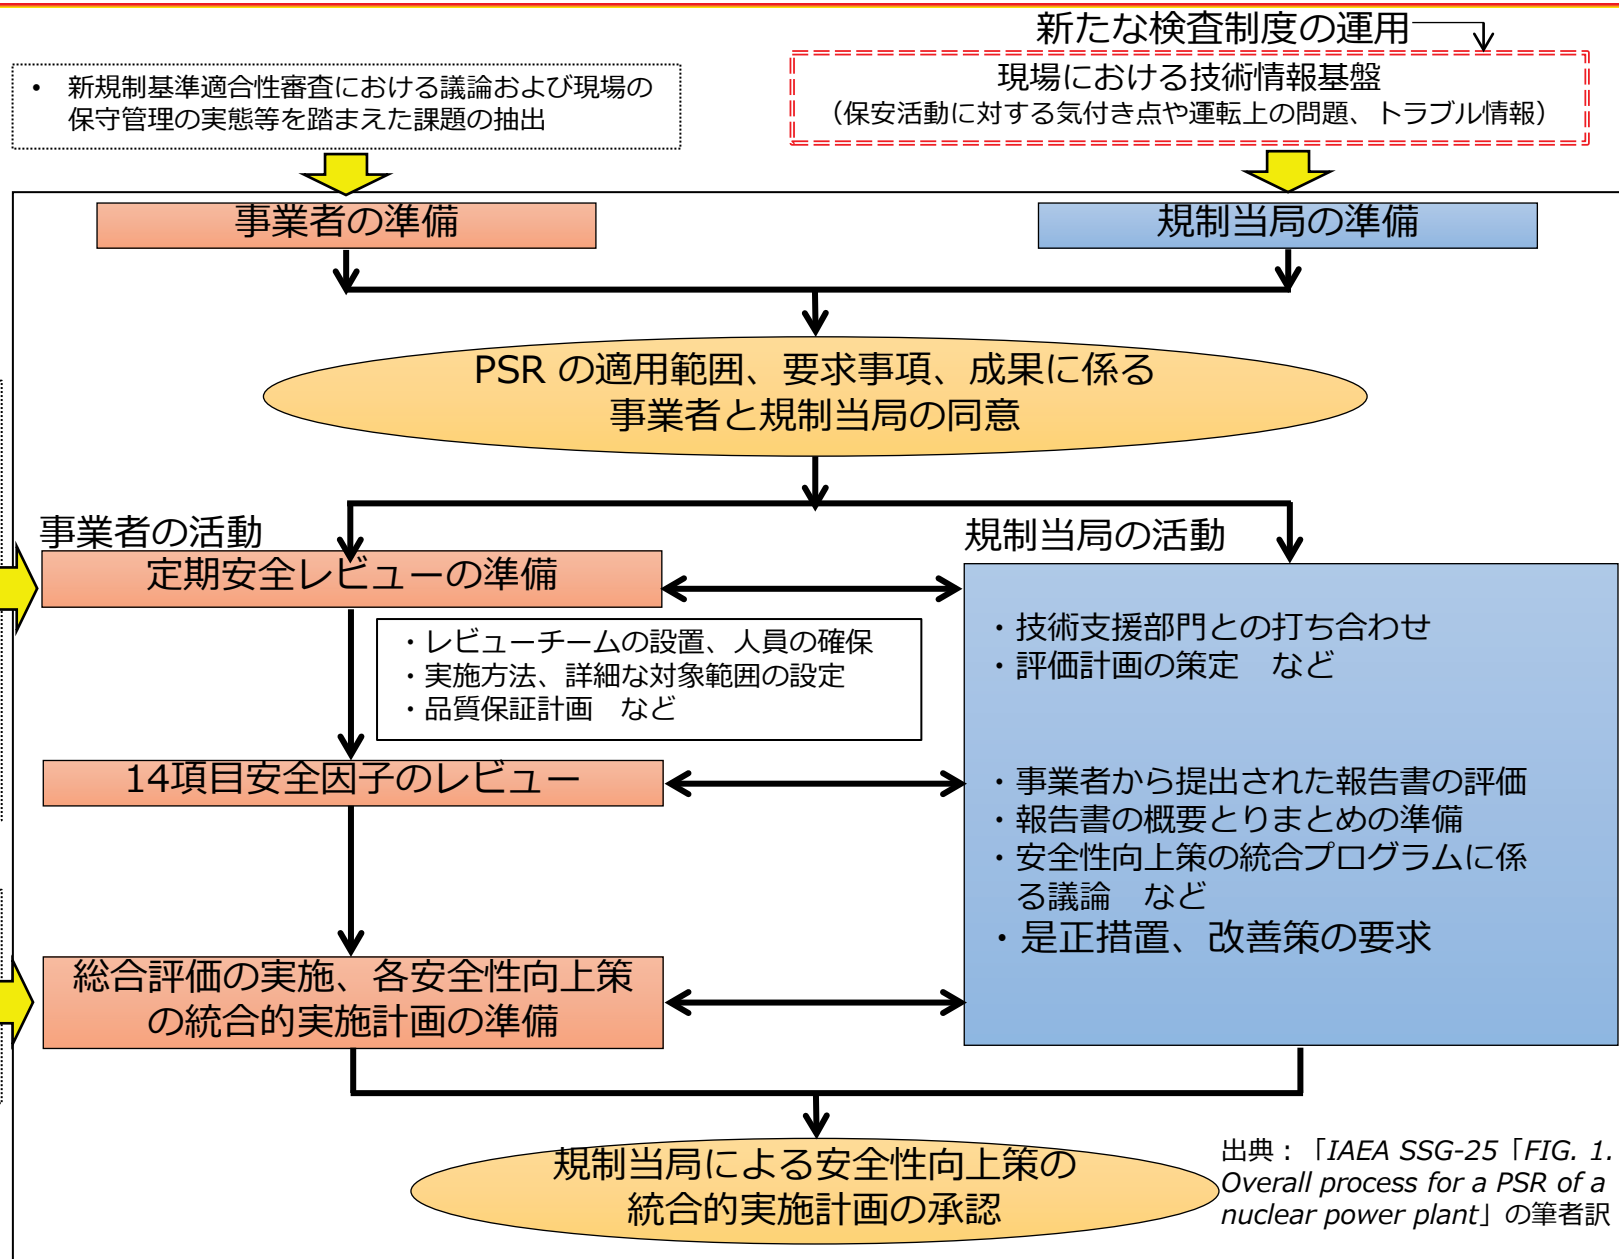 新たな検査制度の運用
・ 新規制基準適合性審査における議論および現場の
保守管理の実態等を踏まえた課題の抽出
現場における技術情報基盤
（保安活動に対する気付き点や運転上の問題、トラブル情報）
事業者の準備
規制当局の準備
PSR の適用範囲、要求事項、成果に係る
事業者と規制当局の同意
事業者の活動
規制当局の活動
定期安全レビューの準備
・レビューチームの設置、人員の確保
・実施方法、詳細な対象範囲の設定
・品質保証計画　など
・技術支援部門との打ち合わせ
・評価計画の策定　など
14項目安全因子のレビュー
・事業者から提出された報告書の評価
・報告書の概要とりまとめの準備
・安全性向上策の統合プログラムに係
る議論　など
・是正措置、改善策の要求
総合評価の実施、各安全性向上策
の統合的実施計画の準備
規制当局による安全性向上策の
統合的実施計画の承認
出典：「IAEA SSG-25「FIG. 1.
Overall process for a PSR of a
nuclear power plant」の筆者訳